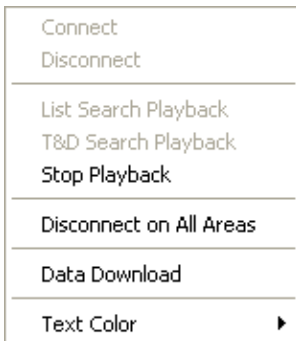 Connect
Disconnect
List Search Playback
T&D Search Playback
Stop Playback
Disconnect on All Areas
Data Download
Text Color